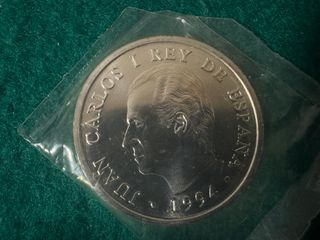 JUAN CARLOS I REY DE ESPAÑA
• 1994 •